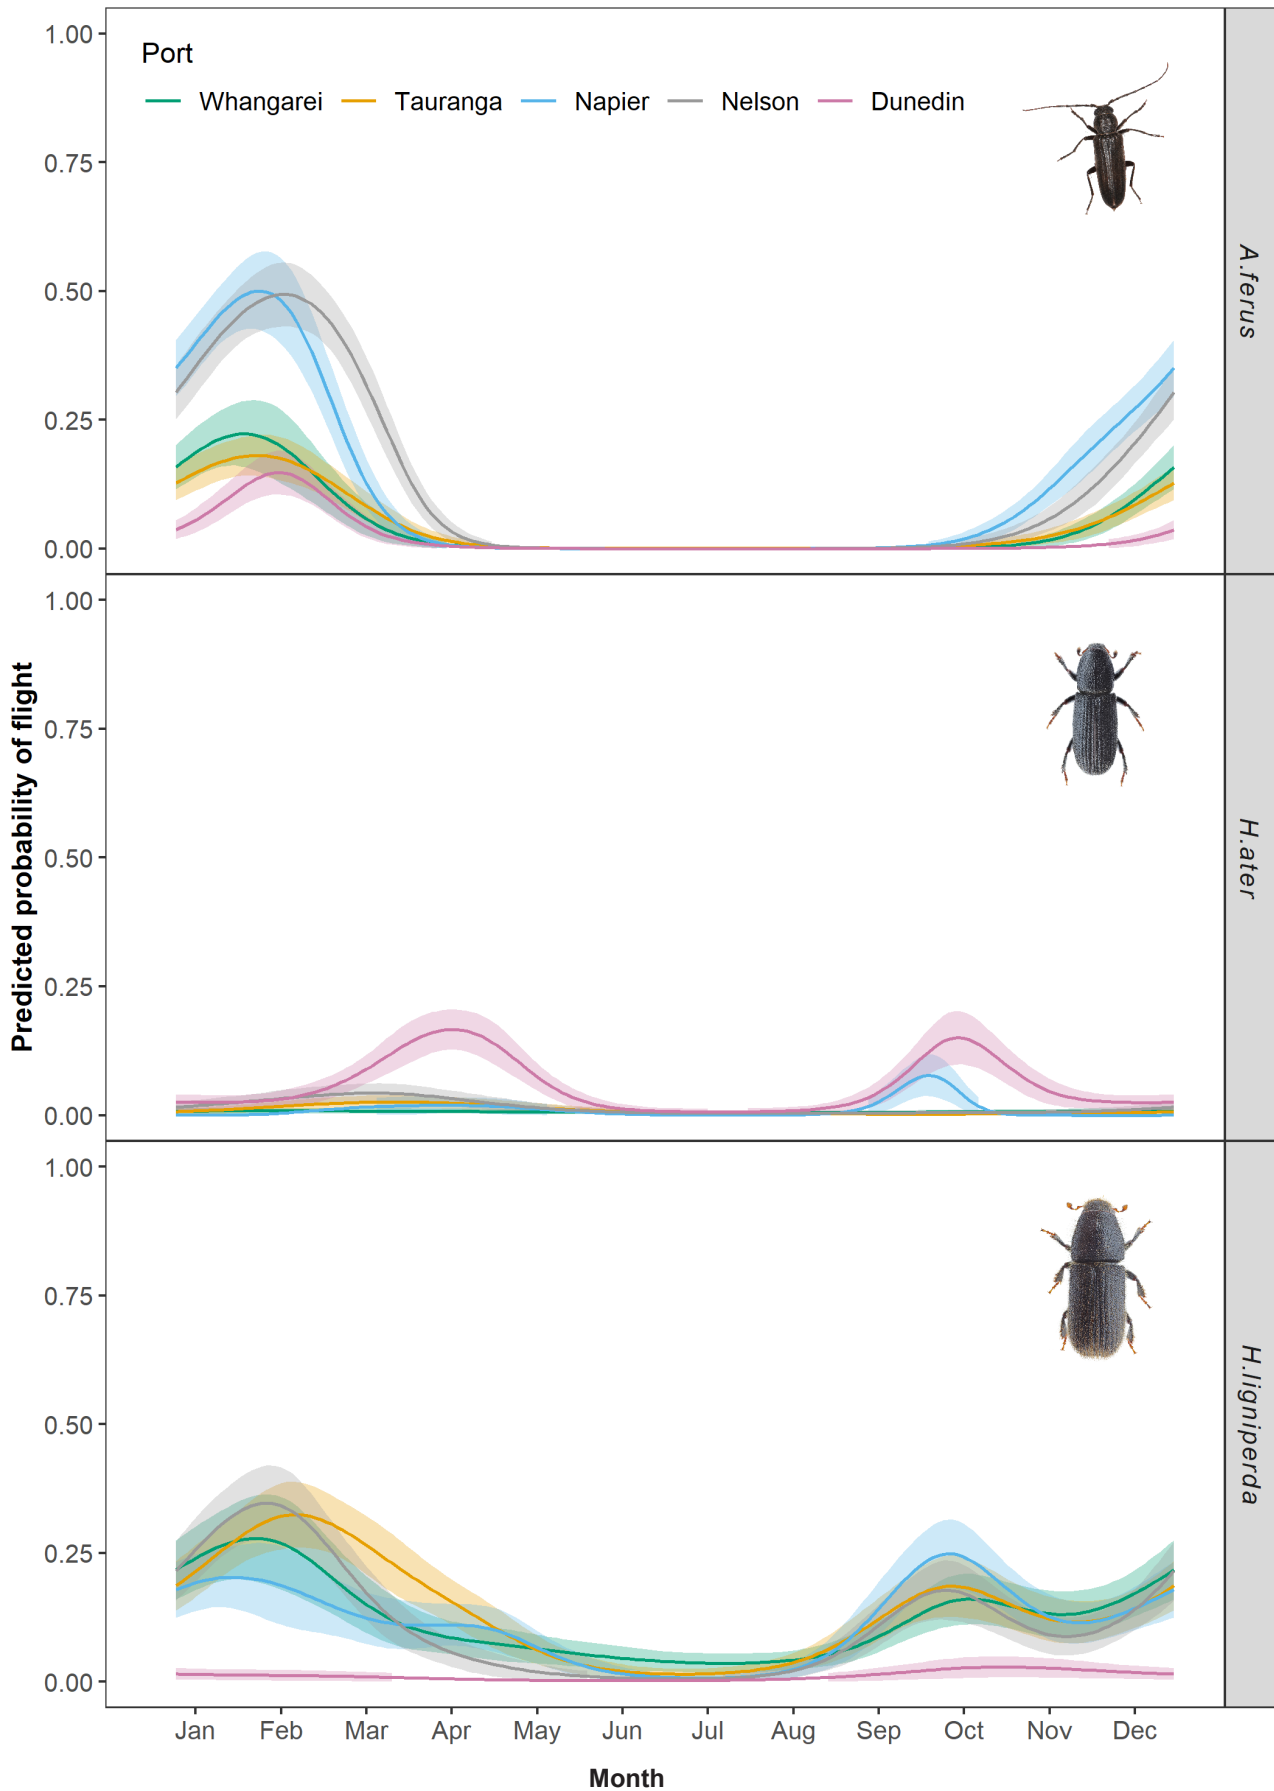 Port
Whangarei Tauranga Napier Nelson Dunedin
1.00
0.75
0.50
0.25
0.00
A.ferus
1.00
0.75
0.50
0.25
0.00
H.ater
1.00
0.75
0.50
0.25
0.00
H.ligniperda
Predicted probability of flight
Jan Feb Mar Apr May Jun Jul Aug Sep Oct Nov Dec
Month